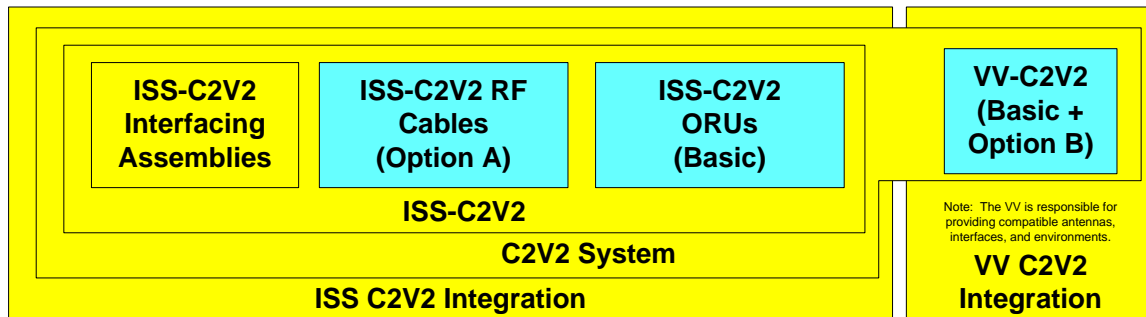 ISS-C2V2
Interfacing
Assemblies
ISS-C2V2 RF
Cables
(Option A)
ISS-C2V2
ORUs
(Basic)
VV-C2V2
(Basic +
Option B)
ISS-C2V2
C2V2 System
ISS C2V2 Integration
Note: The VV is responsible for
providing compatible antennas,
interfaces, and environments.
VV C2V2
Integration